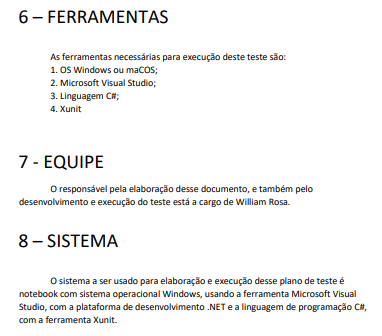 6 – FERRAMENTAS
As ferramentas necessárias para execução deste teste são:
1. OS Windows ou maCOS;
2. Microsoft Visual Studio;
3. Linguagem C#;
4. Xunit
7 - EQUIPE
O responsável pela elaboração desse documento, e também pelo
desenvolvimento e execução do teste está a cargo de William Rosa.
8 – SISTEMA
O sistema a ser usado para elaboração e execução desse plano de teste é
notebook com sistema operacional Windows, usando a ferramenta Microsoft Visual
Studio, com a plataforma de desenvolvimento .NET e a linguagem de programação C#,
com a ferramenta Xunit.